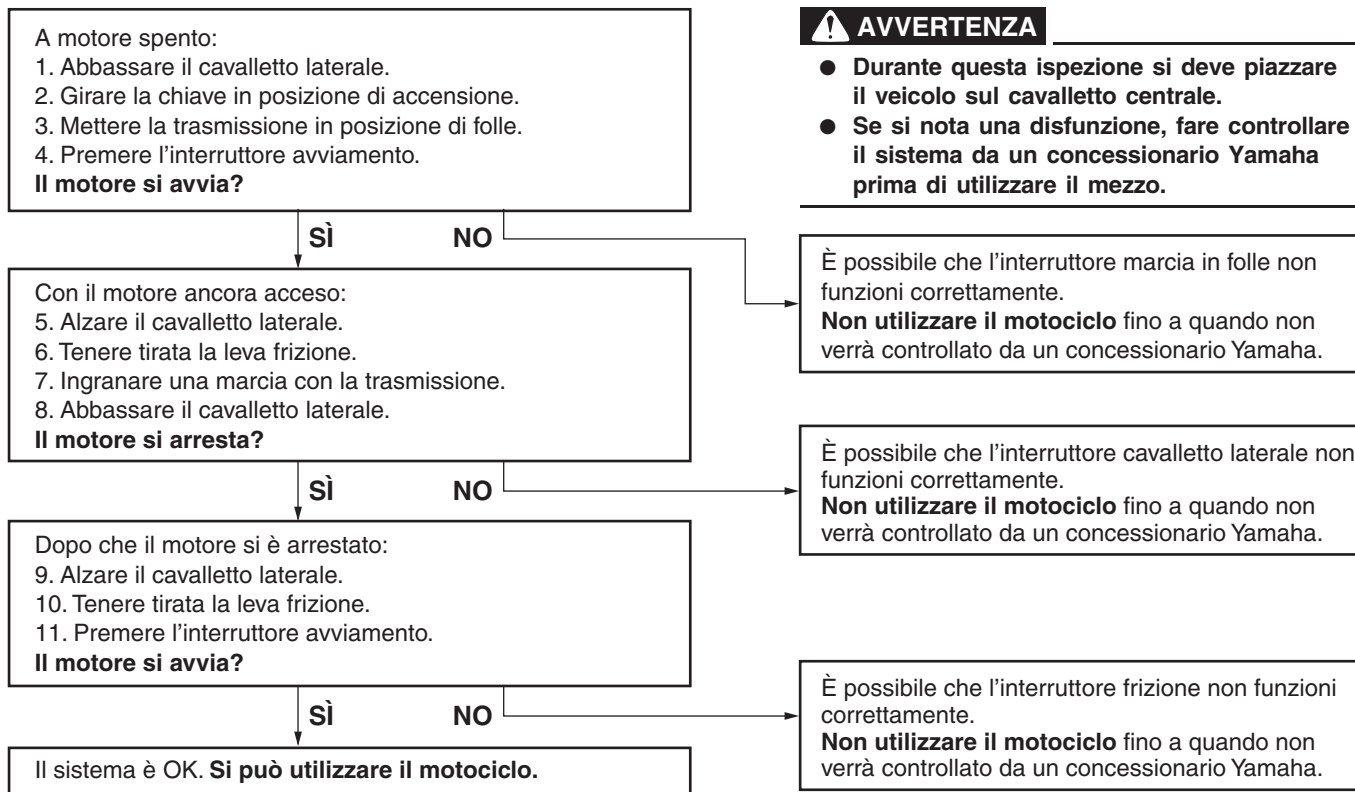 A motore spento:
1. Abbassare il cavalletto laterale.
2. Girare la chiave in posizione di accensione.
3. Mettere la trasmissione in posizione di folle.
4. Premere l’interruttore avviamento.
Il motore si avvia?
AVVERTENZA
● Durante questa ispezione si deve piazzare
il veicolo sul cavalletto centrale.
● Se si nota una disfunzione, fare controllare
il sistema da un concessionario Yamaha
prima di utilizzare il mezzo.
SÌ NO
È possibile che l’interruttore marcia in folle non
funzioni correttamente.
Non utilizzare il motociclo fino a quando non
verrà controllato da un concessionario Yamaha.
Con il motore ancora acceso:
5. Alzare il cavalletto laterale.
6. Tenere tirata la leva frizione.
7. Ingranare una marcia con la trasmissione.
8. Abbassare il cavalletto laterale.
Il motore si arresta?
SÌ NO
È possibile che l’interruttore cavalletto laterale non
funzioni correttamente.
Non utilizzare il motociclo fino a quando non
verrà controllato da un concessionario Yamaha.
Dopo che il motore si è arrestato:
9. Alzare il cavalletto laterale.
10. Tenere tirata la leva frizione.
11. Premere l’interruttore avviamento.
Il motore si avvia?
SÌ NO
È possibile che l’interruttore frizione non funzioni
correttamente.
Non utilizzare il motociclo fino a quando non
verrà controllato da un concessionario Yamaha.
Il sistema è OK. Si può utilizzare il motociclo.